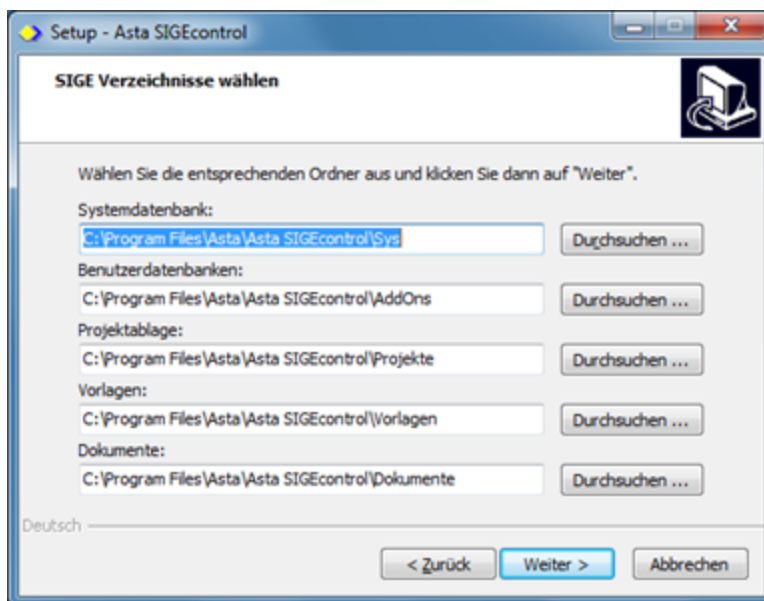 Setup - Asta SIGEcontrol
SIGE Verzeichnisse wählen
Wählen Sie die entsprechenden Ordner aus und klicken Sie dann auf "Weiter".
Systemdatenbank:
C:\Program Files\Asta\Asta SIGEcontrol\Sys
Durchsuchen ...
Benutzerdatenbanken:
C:\Program Files\Asta\Asta SIGEcontrol\AddOns
Durchsuchen ...
Projektablage:
C:\Program Files\Asta\Asta SIGEcontrol\Projekte
Durchsuchen ...
Vorlagen:
C:\Program Files\Asta\Asta SIGEcontrol\Vorlagen
Durchsuchen ...
Dokumente:
C:\Program Files\Asta\Asta SIGEcontrol\Dokumente
Durchsuchen ...
Deutsch
< Zurück
Weiter >
Abbrechen